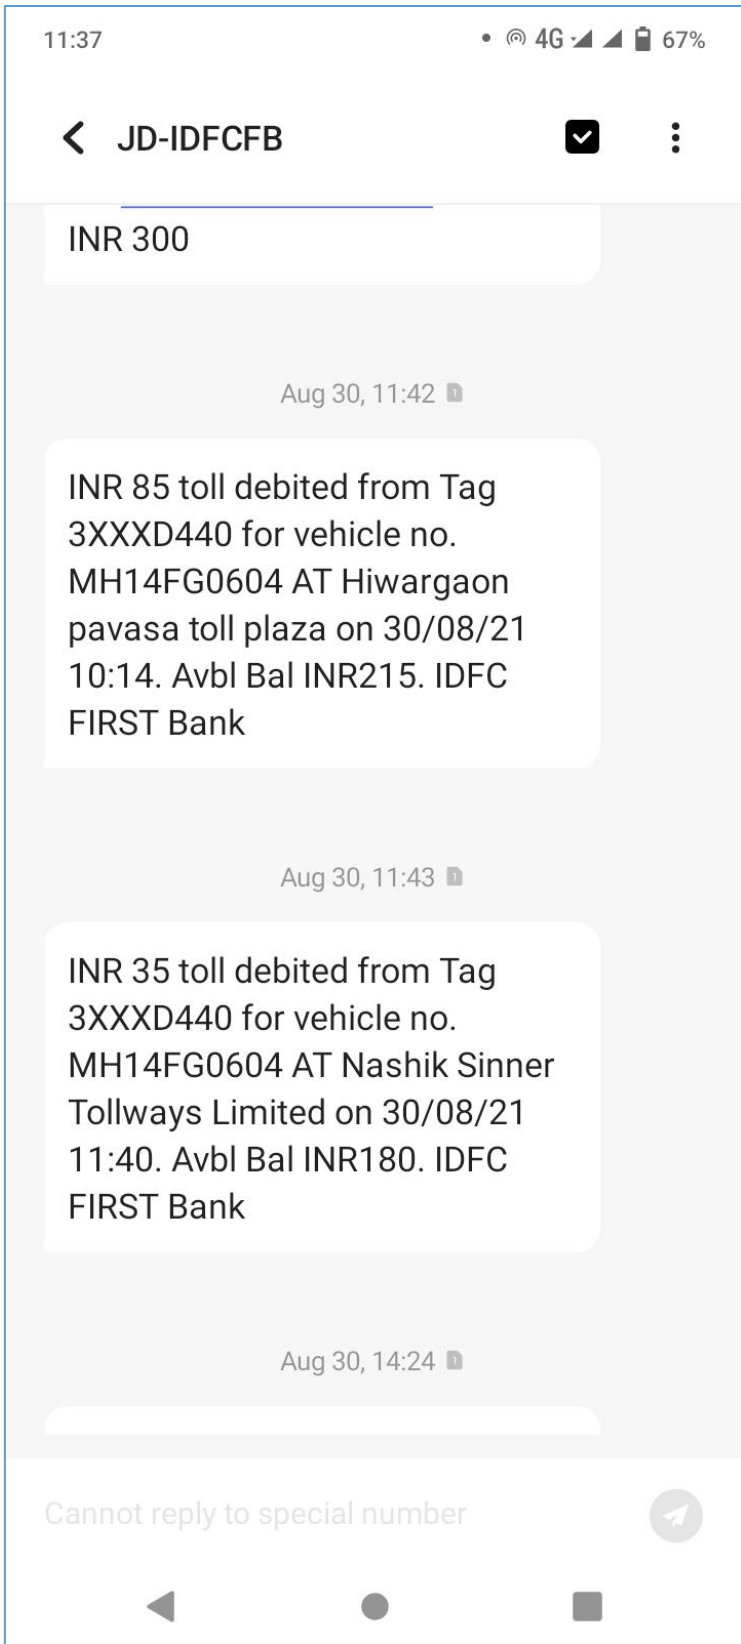 11:37 4G 67%
JD-IDFCFB
INR 300
Aug 30, 11:42 1
INR 85 toll debited from Tag
3XXXD440 for vehicle no.
MH14FG0604 AT Hiwargaon
pavasa toll plaza on 30/08/21
10:14. Avbl Bal INR215. IDFC
FIRST Bank
Aug 30, 11:43 1
INR 35 toll debited from Tag
3XXXD440 for vehicle no.
MH14FG0604 AT Nashik Sinner
Tollways Limited on 30/08/21
11:40. Avbl Bal INR180. IDFC
FIRST Bank
Aug 30, 14:24 1
Cannot reply to special number